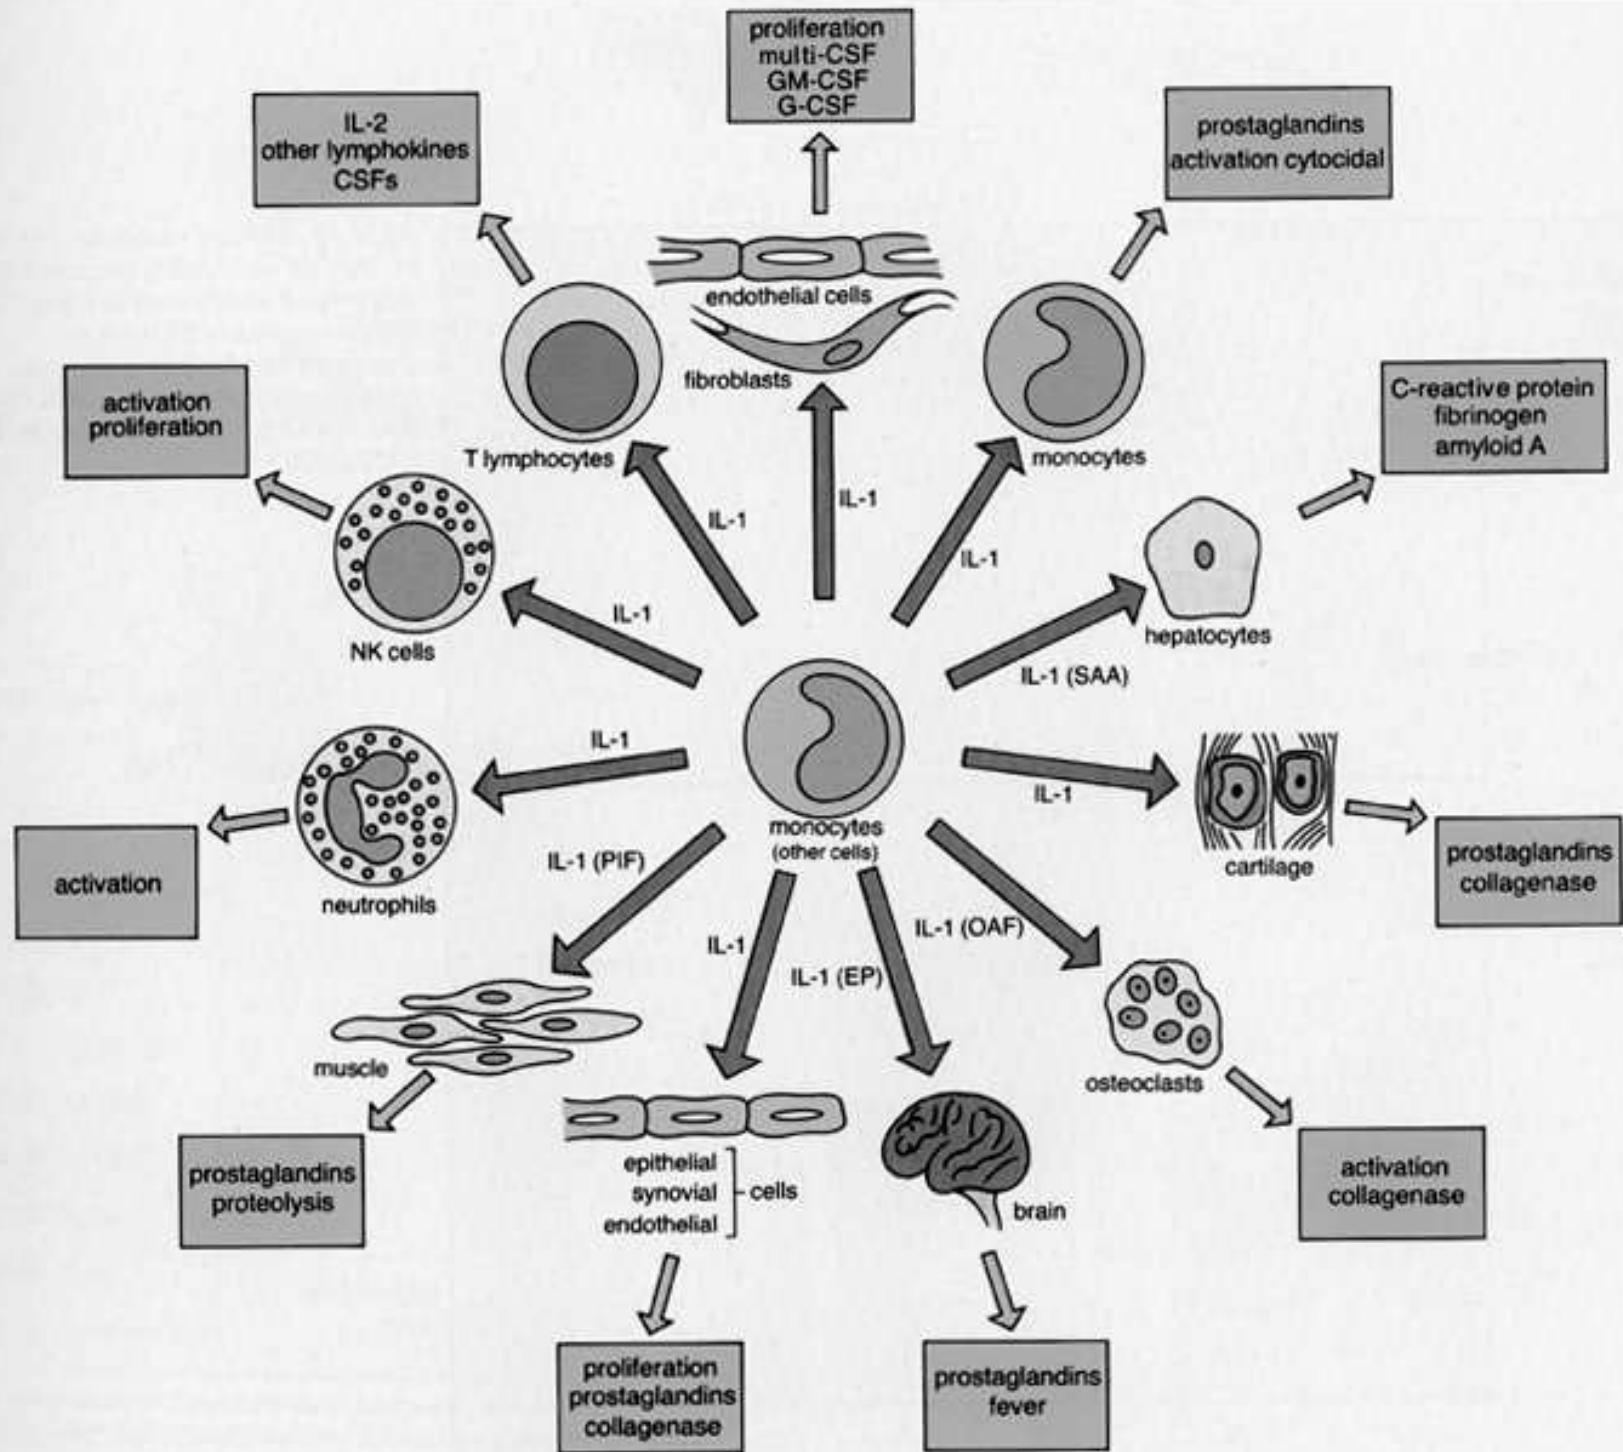 proliferation
multi-CSF
GM-CSF
G-CSF
IL-2
other lymphokines
CSFs
prostaglandins
activation cytocidal
endothelial cells
fibroblasts
T lymphocytes
monocytes
activation
proliferation
C-reactive protein
fibrinogen
amyloid A
IL-1
IL-1
IL-1
IL-1
NK cells
hepatocytes
IL-1 (SAA)
IL-1
IL-1
monocytes
(other cells)
neutrophils
cartilage
activation
prostaglandins
collagenase
IL-1 (PIF)
IL-1
IL-1 (EP)
IL-1 (OAF)
muscle
osteoclasts
prostaglandins
proteolysis
epithelial
synovial
endothelial
cells
brain
activation
collagenase
proliferation
prostaglandins
collagenase
prostaglandins
fever